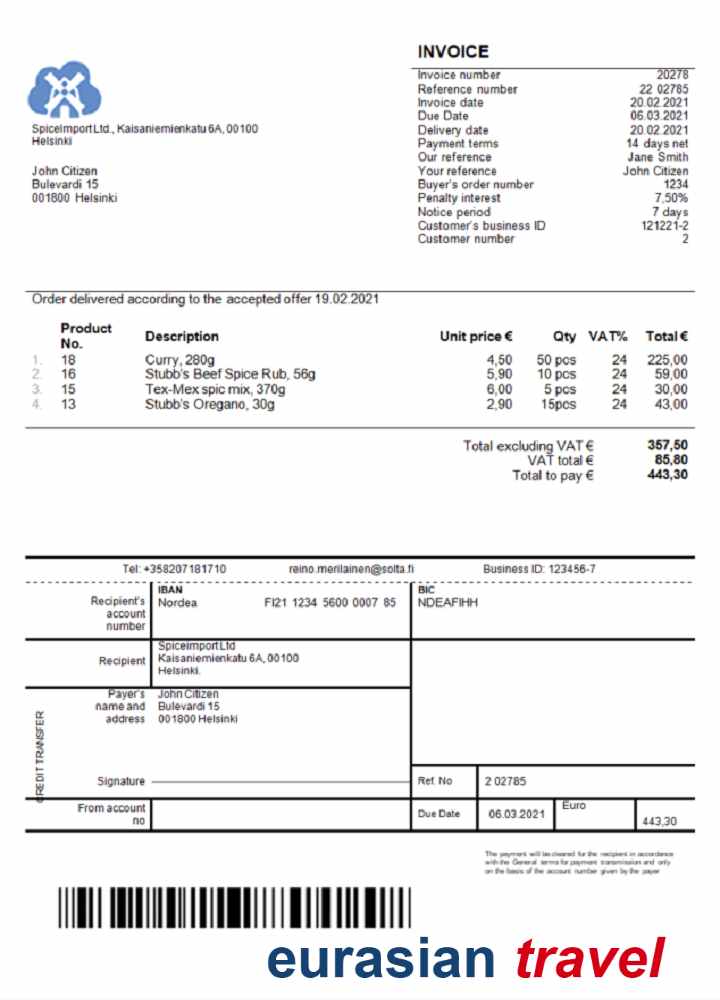 INVOICE
Invoice number 20278
Reference number 22 02785
Invoice date 20.02.2021
Due Date 06.03.2021
Delivery date 20.02.2021
Payment terms 14 days net
Our reference Jane Smith
Your reference John Citizen
Buyer's order number 1234
Penalty interest 7,50%
Notice period 7 days
Customer's business ID 121221-2
Customer number 2
SpiceImport Ltd., Kaisaniemienkatu 6A, 00100
Helsinki
John Citizen
Bulevardi 15
001800 Helsinki
Order delivered according to the accepted offer 19.02.2021
Product No. Description Unit price € Qty VAT% Total €
1. 18 Curry, 280g 4,50 50 pcs 24 225,00
2. 16 Stubb's Beef Spice Rub, 56g 5,90 10 pcs 24 59,00
3. 15 Tex-Mex spic mix, 370g 6,00 5 pcs 24 30,00
4. 13 Stubb's Oregano, 30g 2,90 15pcs 24 43,00
Total excluding VAT € 357,50
VAT total € 85,80
Total to pay € 443,30
Tel: +358207181710 reino.merilainen@solta.fi Business ID: 123456-7
Recipient's account number
IBAN
Nordea FI21 1234 5600 0007 85
BIC
NDEAFIHH
Recipient
SpiceImport Ltd
Kaisaniemienkatu 6A, 00100
Helsinki.
Payer's name and address
John Citizen
Bulevardi 15
001800 Helsinki
CREDIT TRANSFER
Signature
Ref. No 2 02785
From account no
Due Date 06.03.2021 Euro 443,30
The payment will be cleared for the recipient in accordance
with the General terms for payment transmission and only
on the basis of the account number given by the payer
eurasian travel